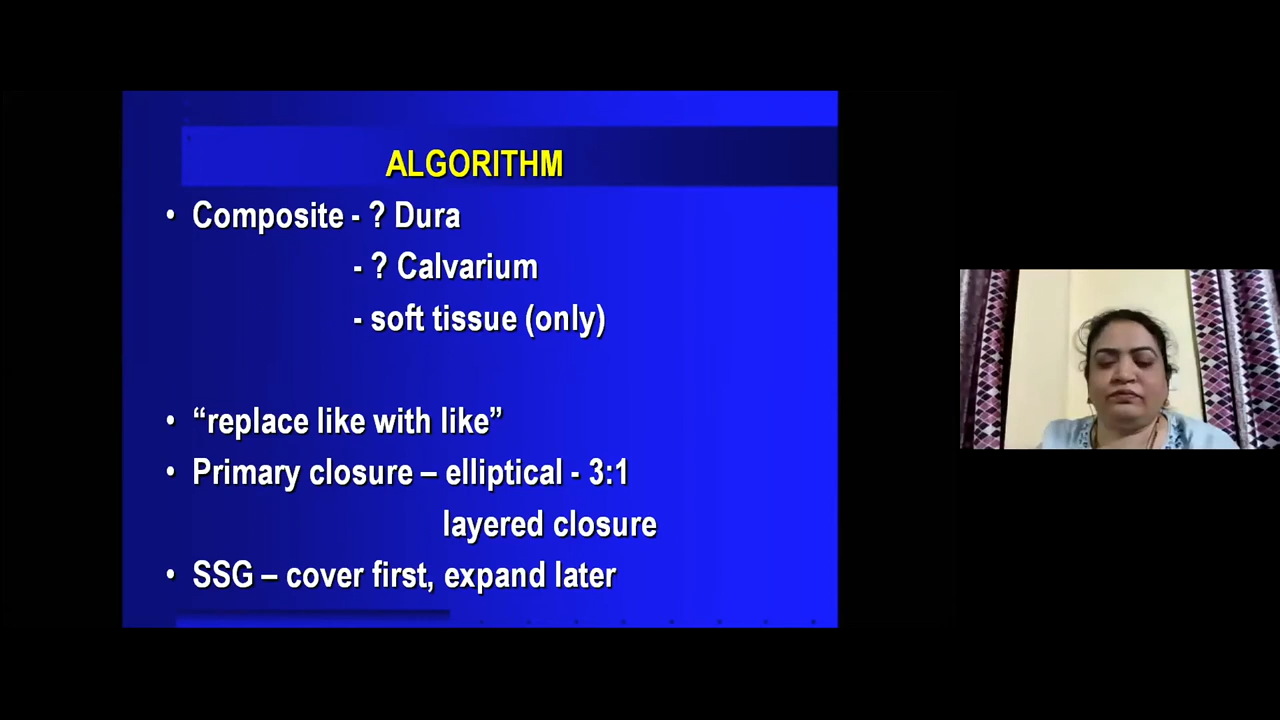 ALGORITHM
• Composite - ? Dura
- ? Calvarium
- soft tissue (only)
• “replace like with like”
• Primary closure – elliptical - 3:1
layered closure
• SSG – cover first, expand later